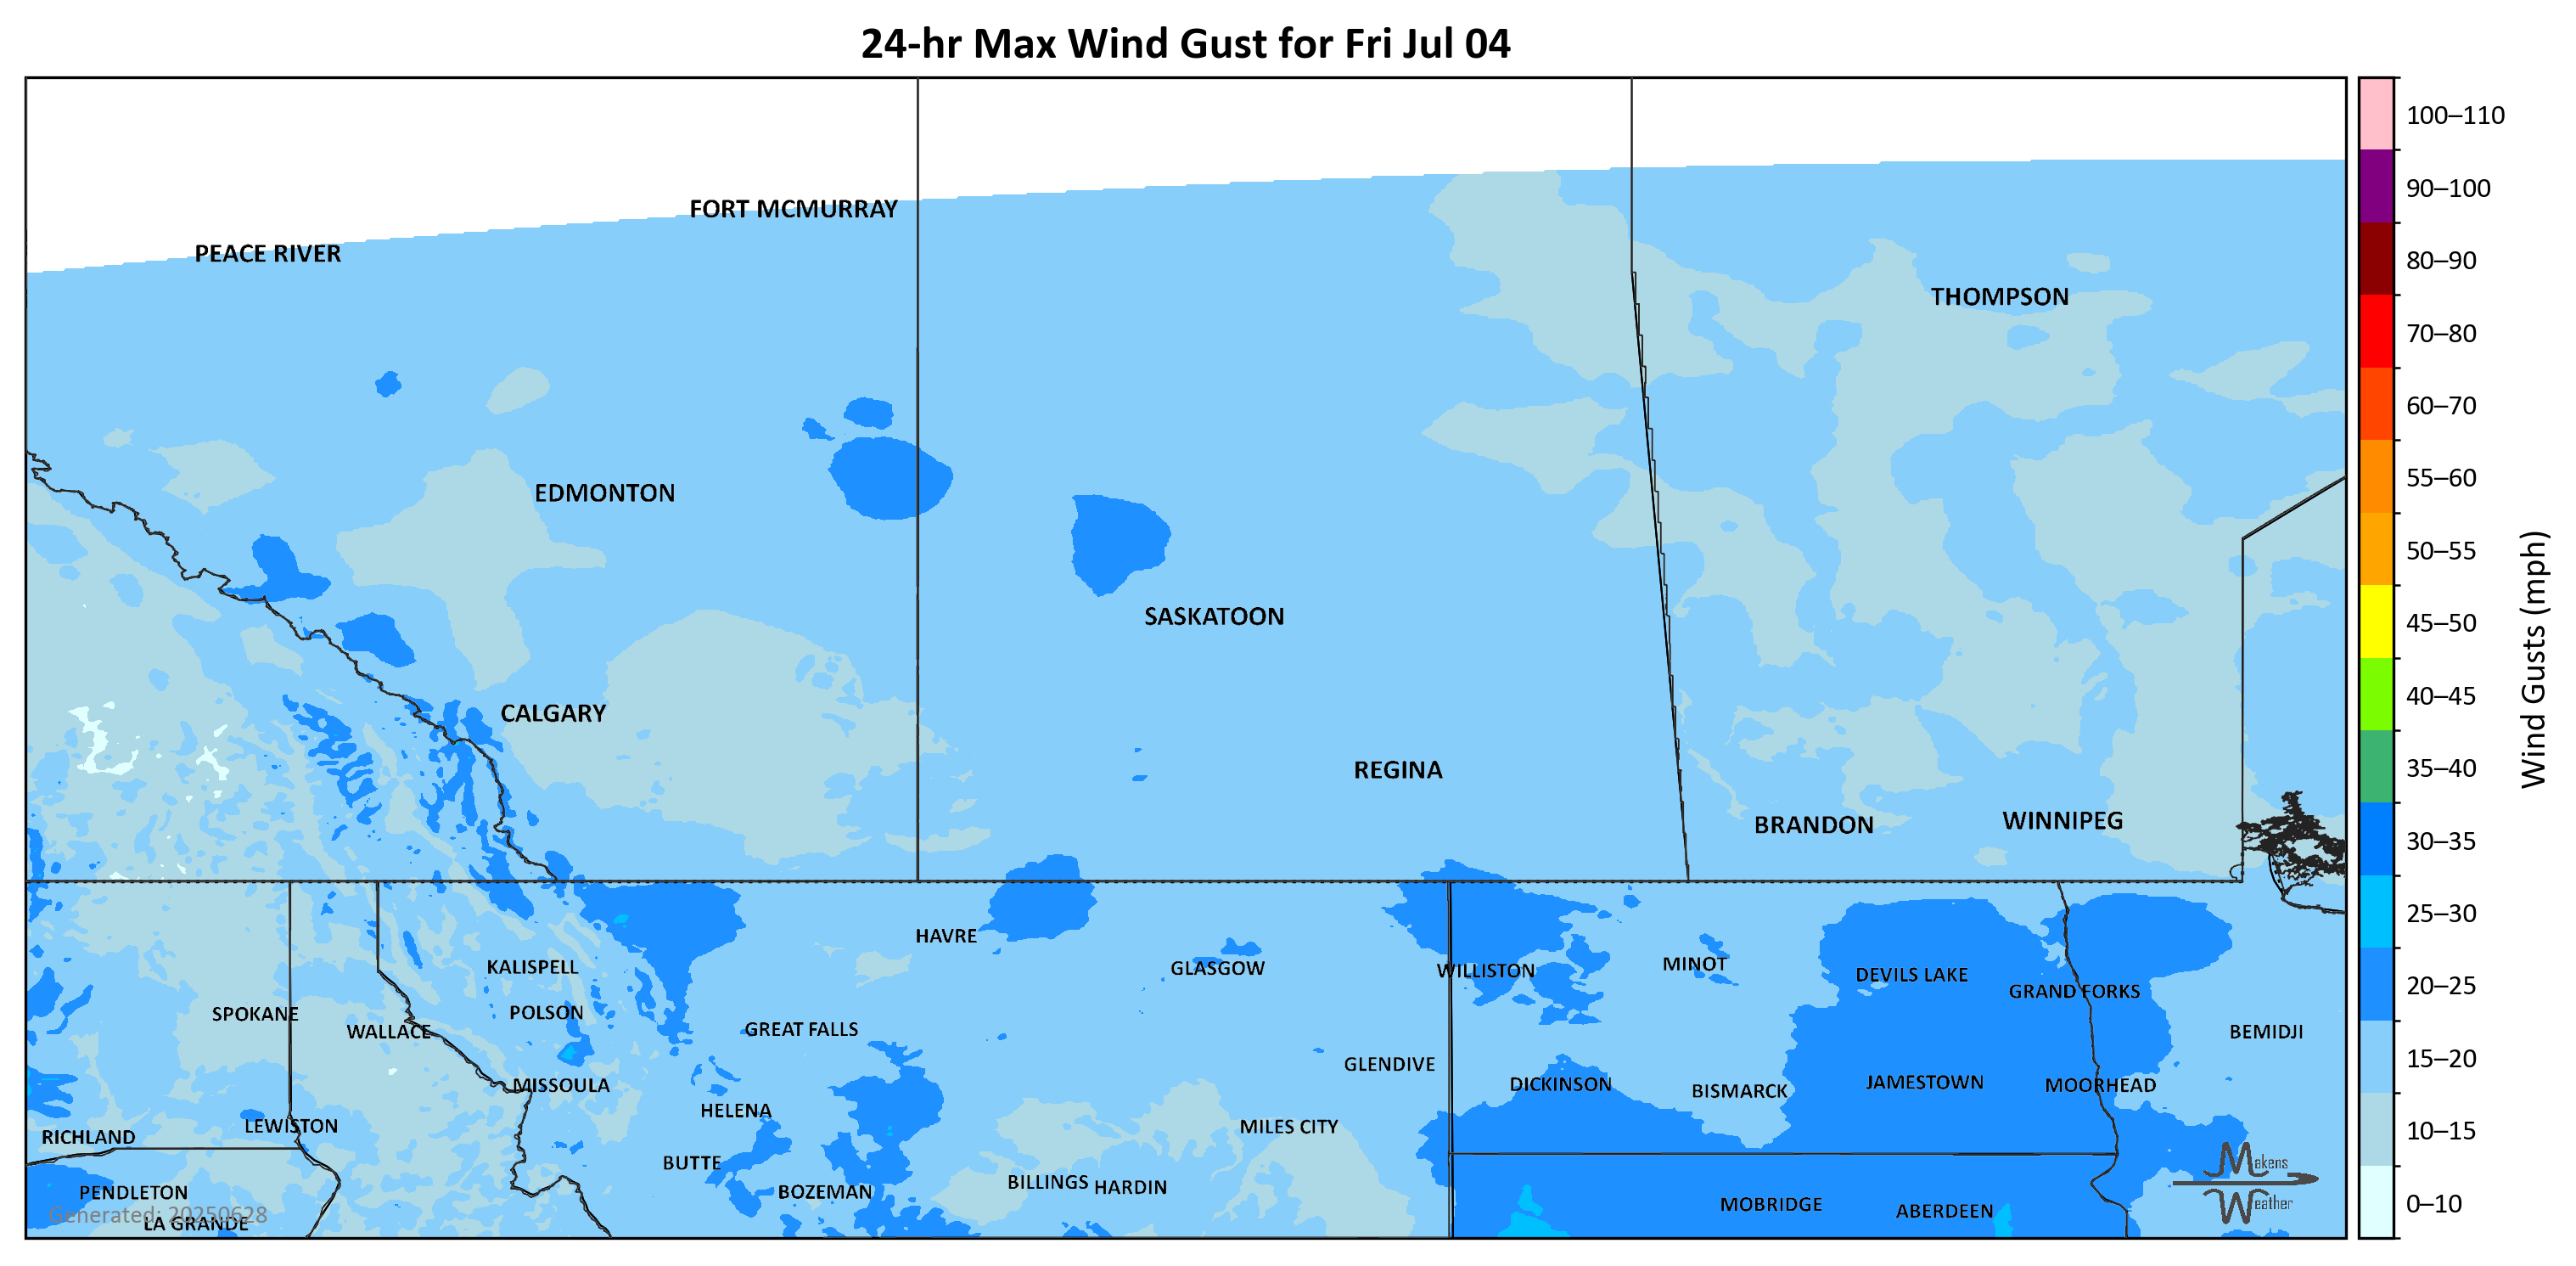 24-hr Max Wind Gust for Fri Jul 04
100–110
90–100
80–90
70–80
60–70
55–60
50–55
45–50
40–45
35–40
30–35
25–30
20–25
15–20
10–15
0–10
Wind Gusts (mph)
FORT MCMURRAY
PEACE RIVER
THOMPSON
EDMONTON
SASKATOON
CALGARY
REGINA
BRANDON
WINNIPEG
HAVRE
KALISPELL
GLASGOW
WILLISTON
MINOT
DEVILS LAKE
GRAND FORKS
SPOKANE
POLSON
WALLACE
GREAT FALLS
BEMIDJI
GLENDIVE
MISSOULA
DICKINSON
BISMARCK
JAMESTOWN
MOORHEAD
HELENA
LEWISTON
MILES CITY
RICHLAND
BUTTE
BOZEMAN
BILLINGS
HARDIN
PENDLETON
MOBRIDGE
ABERDEEN
LA GRANDE
Generated: 20250628
Makens
Weather